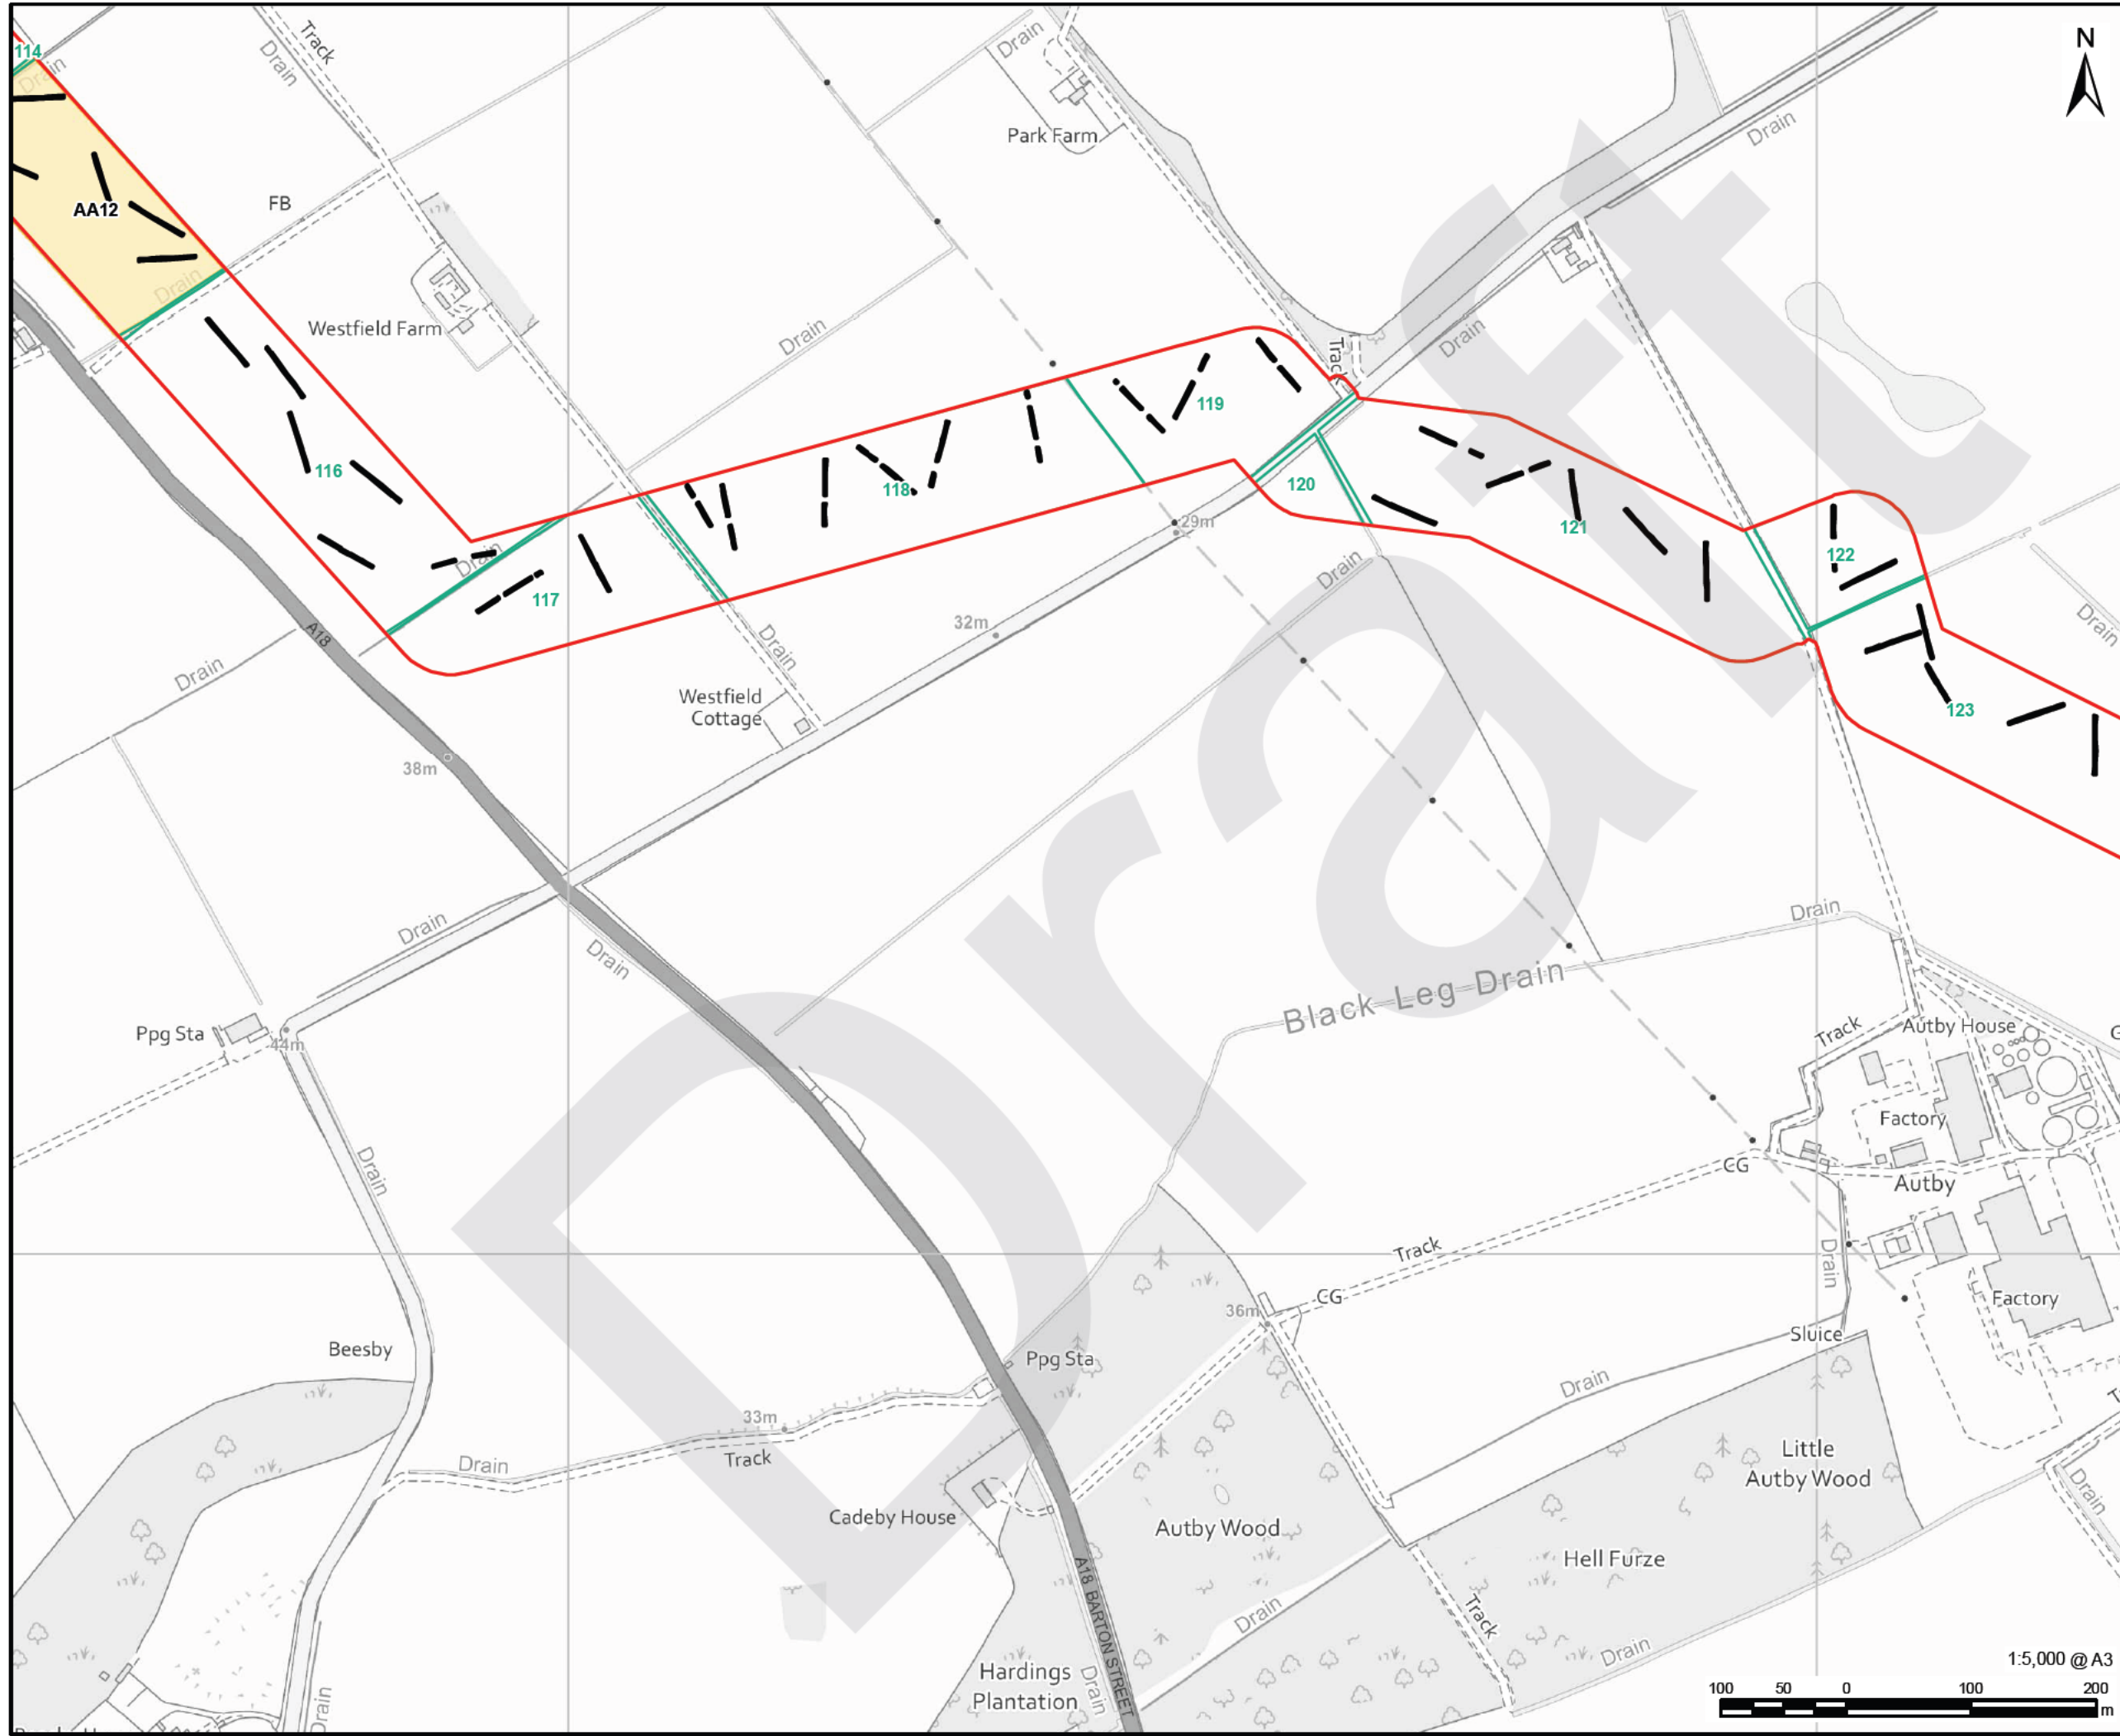 114
Drain
Track
Drain
Drain
N
Drain
Park Farm
AA12
FB
Drain
Westfield Farm
Drain
Track
Drain
119
116
118
120
29m
121
122
Drain
117
Drain
Drain
Drain
A18
32m
Drain
Drain
Westfield
Cottage
123
38m
Draft
Drain
Drain
Drain
Black Leg Drain
Ppg Sta
44m
Track
Autby House
Factory
CG
Autby
Drain
Track
Drain
CG
36m
Factory
Sluice
Beesby
Ppg Sta
Drain
33m
Track
Drain
Little
Autby Wood
Drain
Cadeby House
Autby Wood
Hell Furze
A18 BARTON STREET
Drain
Track
Drain
Hardings
Plantation
Drain
Drain
1:5,000 @ A3
100 50 0 100 200
m